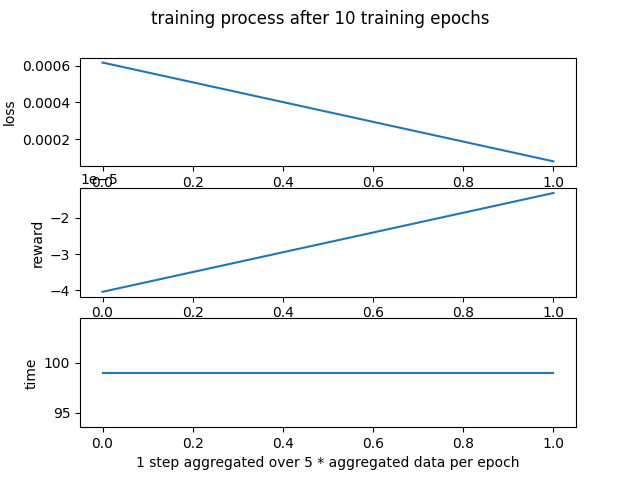 training process after 10 training epochs
0.0006
0.0004
0.0002
loss
0.0 0.2 0.4 0.6 0.8 1.0
1e−5
−2
−3
−4
reward
0.0 0.2 0.4 0.6 0.8 1.0
100
95
time
0.0 0.2 0.4 0.6 0.8 1.0
1 step aggregated over 5 * aggregated data per epoch